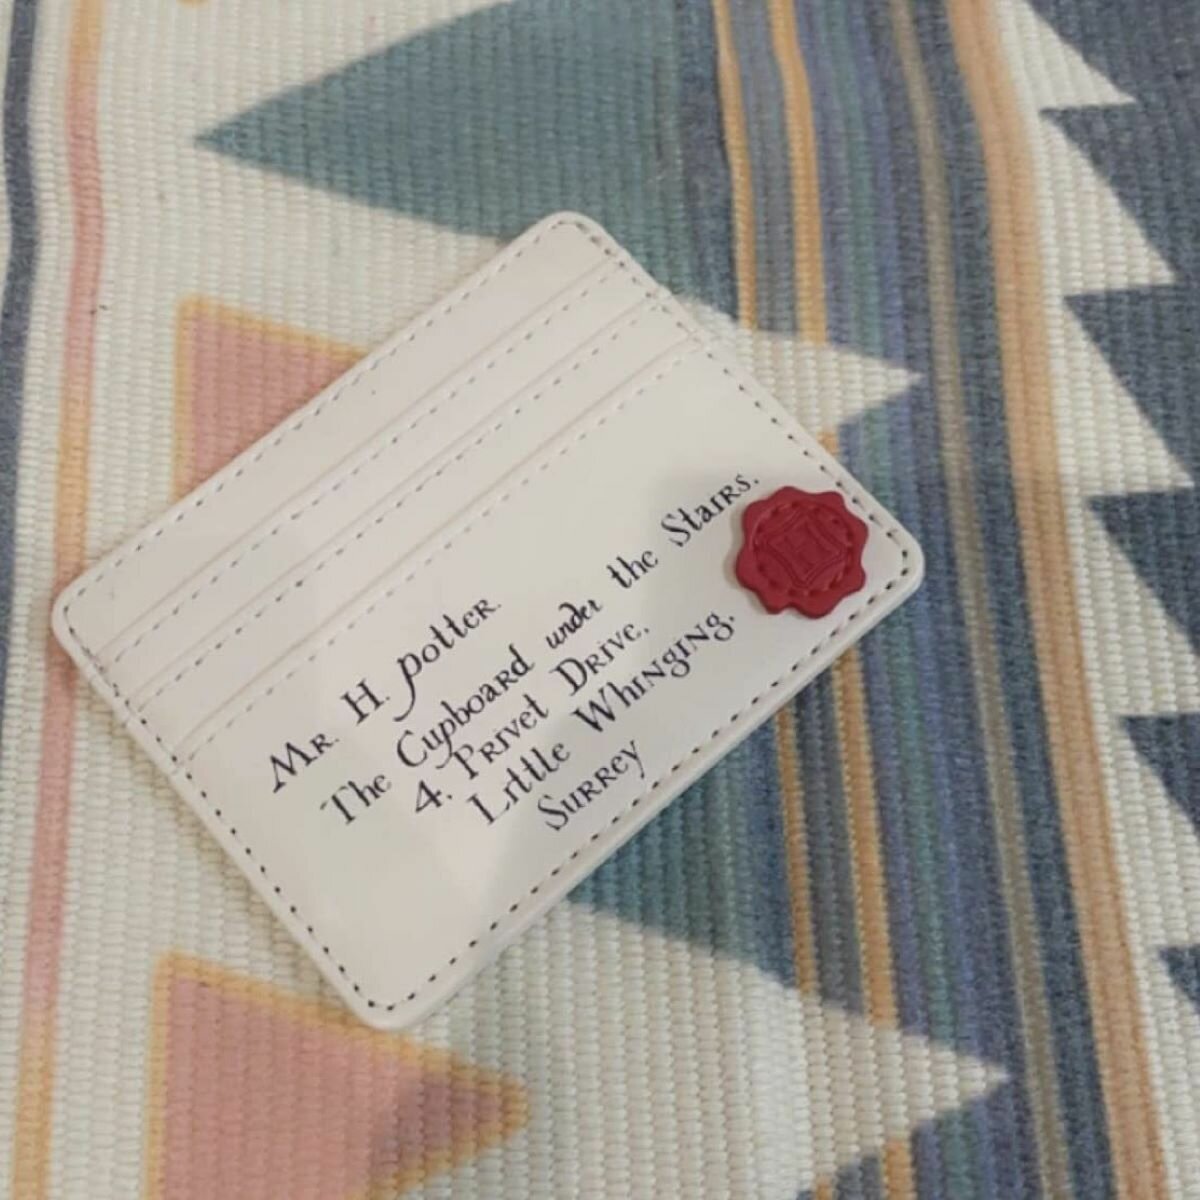 Mr. H. Potter.
The Cupboard under the Stairs.
4. Privet Drive.
Little Whinging.
Surrey
H